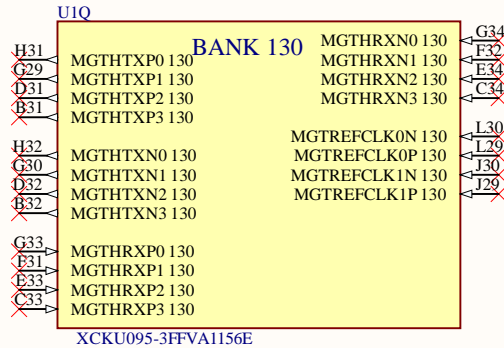 U1Q
BANK 130
H31 MGTHTXP0 130
G29 MGTHTXP1 130
D31 MGTHTXP2 130
B31 MGTHTXP3 130
H32 MGTHTXN0 130
G30 MGTHTXN1 130
D32 MGTHTXN2 130
B32 MGTHTXN3 130
G33 MGTHRXP0 130
F31 MGTHRXP1 130
E33 MGTHRXP2 130
C33 MGTHRXP3 130
MGTHRXN0 130 G34
MGTHRXN1 130 F32
MGTHRXN2 130 E34
MGTHRXN3 130 C34
MGTREFCLK0N 130 L30
MGTREFCLK0P 130 L29
MGTREFCLK1N 130 J30
MGTREFCLK1P 130 J29
XCKU095-3FFVA1156E